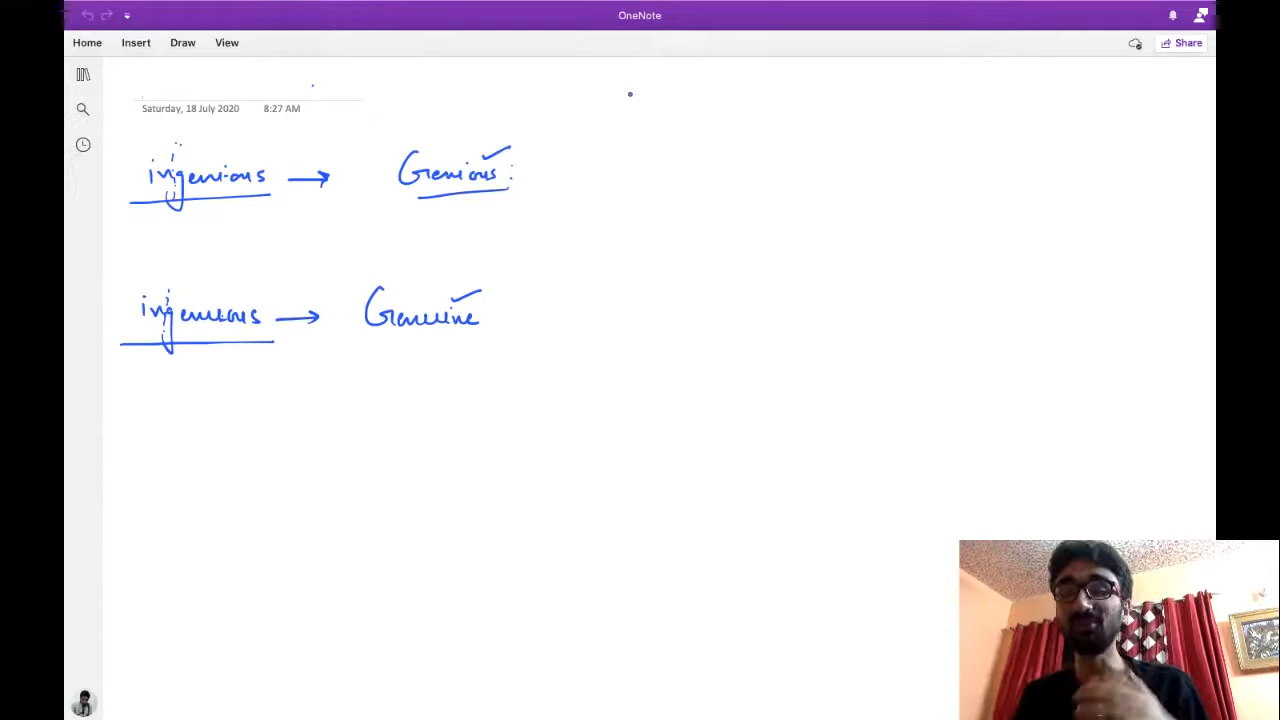 OneNote
Home Insert Draw View Share
Saturday, 18 July 2020 8:27 AM
ingenious → Genious :
ingenuous → Genuine